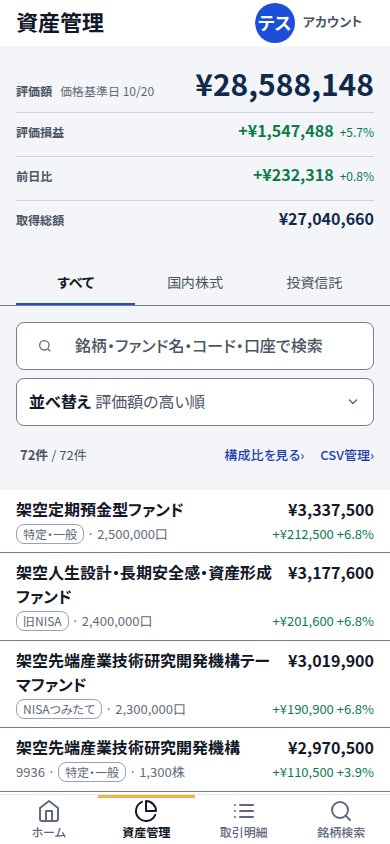 資産管理
テス アカウント
評価額 価格基準日 10/20 ¥28,588,148
評価損益 +¥1,547,488 +5.7%
前日比 +¥232,318 +0.8%
取得総額 ¥27,040,660
すべて 国内株式 投資信託
銘柄・ファンド名・コード・口座で検索
並べ替え 評価額の高い順
72件 / 72件 構成比を見る› CSV管理›
架空定期預金型ファンド ¥3,337,500
特定・一般 · 2,500,000口 +¥212,500 +6.8%
架空人生設計・長期安全感・資産形成 ¥3,177,600
ファンド
旧NISA · 2,400,000口 +¥201,600 +6.8%
架空先端産業技術研究開発機構テー ¥3,019,900
マファンド
NISAつみたて · 2,300,000口 +¥190,900 +6.8%
架空先端産業技術研究開発機構 ¥2,970,500
9936 · 特定・一般 · 1,300株 +¥110,500 +3.9%
ホーム 資産管理 取引明細 銘柄検索